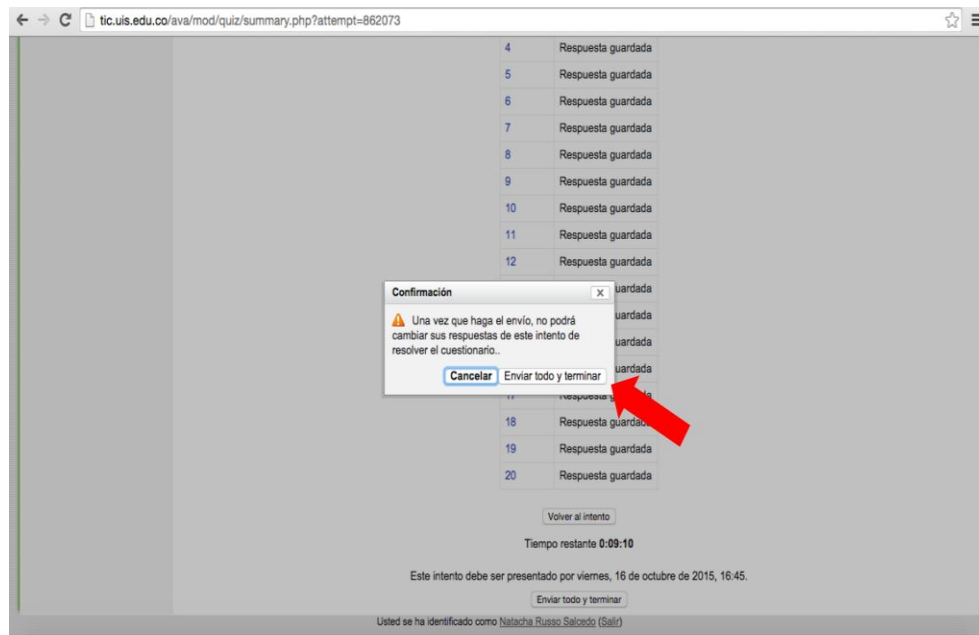 tic.uis.edu.co/ava/mod/quiz/summary.php?attempt=862073
4 Respuesta guardada
5 Respuesta guardada
6 Respuesta guardada
7 Respuesta guardada
8 Respuesta guardada
9 Respuesta guardada
10 Respuesta guardada
11 Respuesta guardada
12 Respuesta guardada
Confirmación x
Una vez que haga el envío, no podrá
cambiar sus respuestas de este intento de
resolver el cuestionario..
Cancelar Enviar todo y terminar
18 Respuesta guardada
19 Respuesta guardada
20 Respuesta guardada
Volver al intento
Tiempo restante 0:09:10
Este intento debe ser presentado por viernes, 16 de octubre de 2015, 16:45.
Enviar todo y terminar
Usted se ha identificado como Natacha Russo Salcedo (Salir)